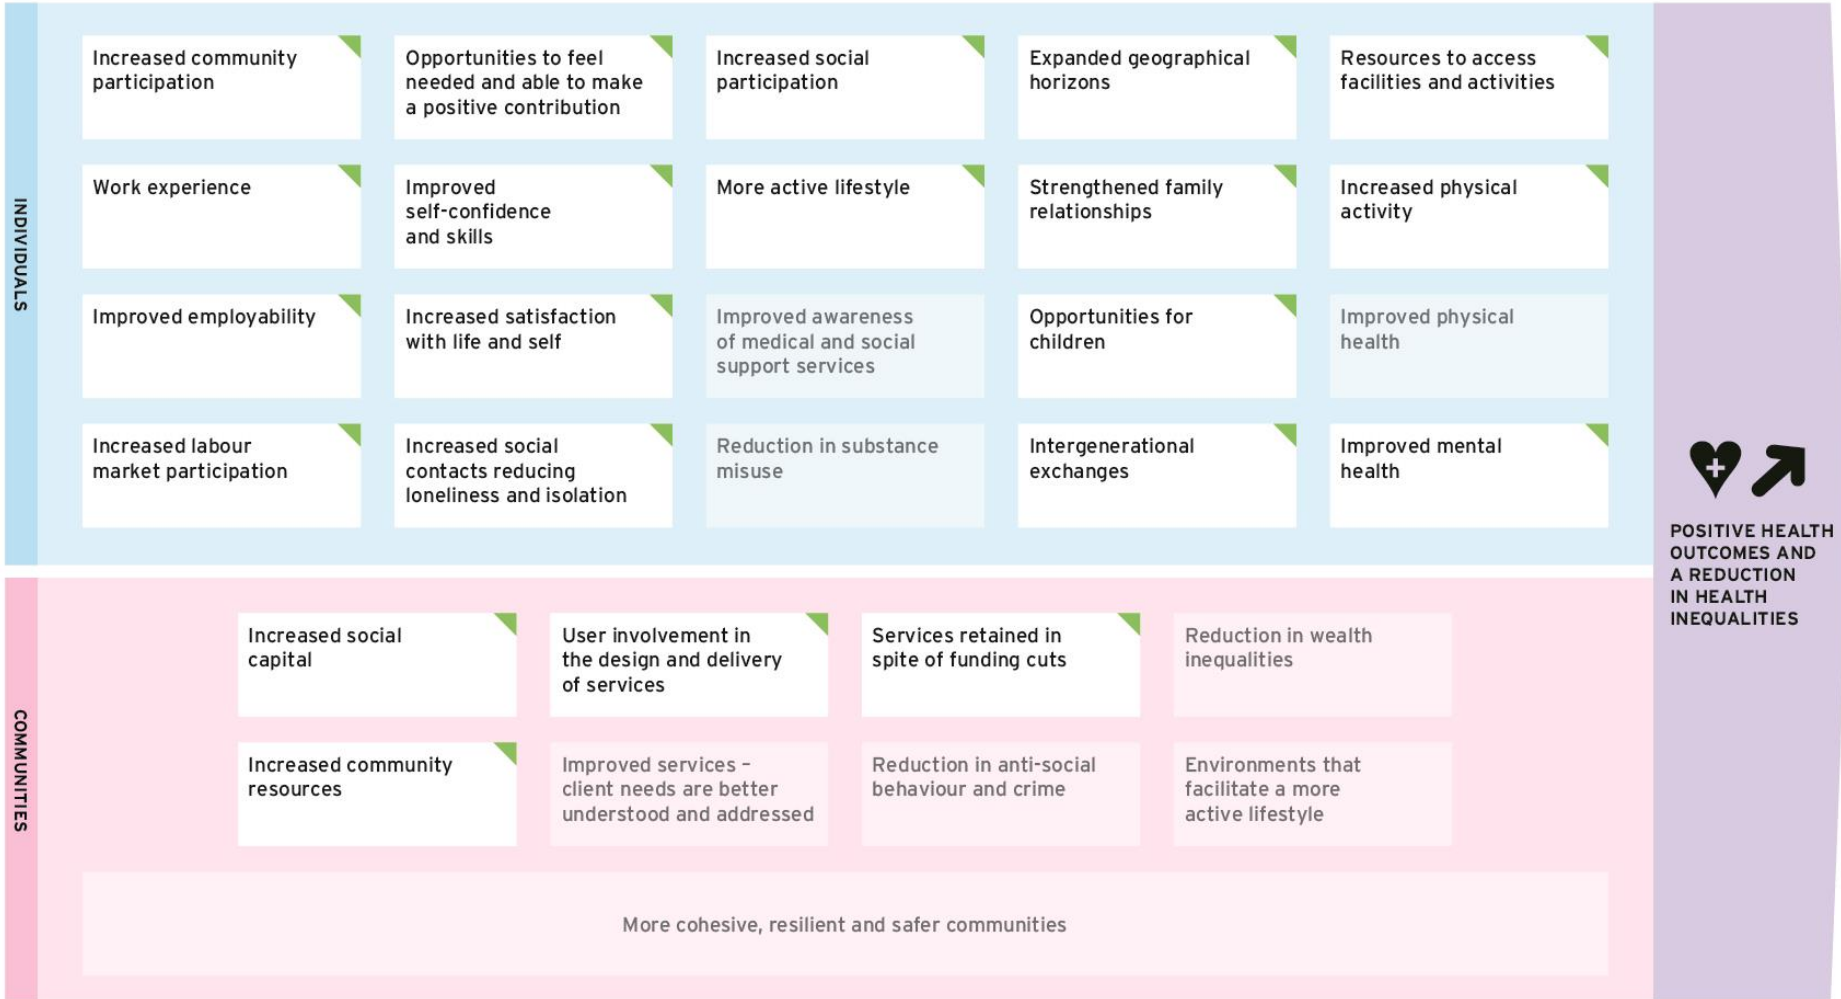 INDIVIDUALS
Increased community
participation
Opportunities to feel
needed and able to make
a positive contribution
Increased social
participation
Expanded geographical
horizons
Resources to access
facilities and activities
Work experience
Improved
self-confidence
and skills
More active lifestyle
Strengthened family
relationships
Increased physical
activity
Improved employability
Increased satisfaction
with life and self
Improved awareness
of medical and social
support services
Opportunities for
children
Improved physical
health
Increased labour
market participation
Increased social
contacts reducing
loneliness and isolation
Reduction in substance
misuse
Intergenerational
exchanges
Improved mental
health
COMMUNITIES
Increased social
capital
User involvement in
the design and delivery
of services
Services retained in
spite of funding cuts
Reduction in wealth
inequalities
Increased community
resources
Improved services –
client needs are better
understood and addressed
Reduction in anti-social
behaviour and crime
Environments that
facilitate a more
active lifestyle
More cohesive, resilient and safer communities
POSITIVE HEALTH
OUTCOMES AND
A REDUCTION
IN HEALTH
INEQUALITIES